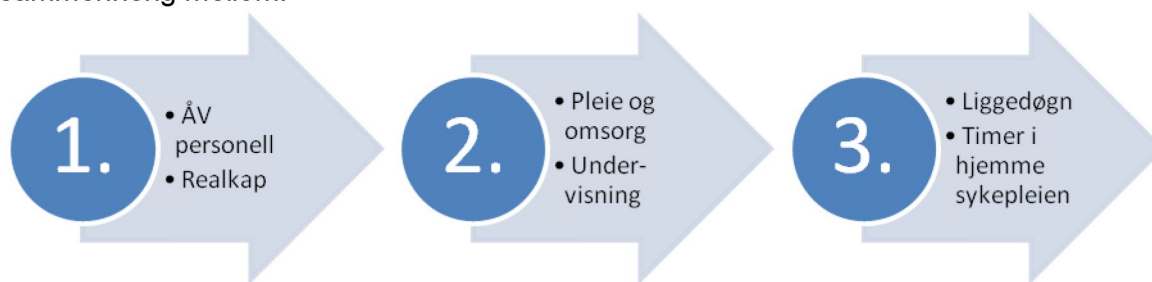 1.
• ÅV
personell
• Realkap
2.
• Pleie og
omsorg
• Under-
visning
3.
• Liggedøgn
• Timer i
hjemme
sykepleien